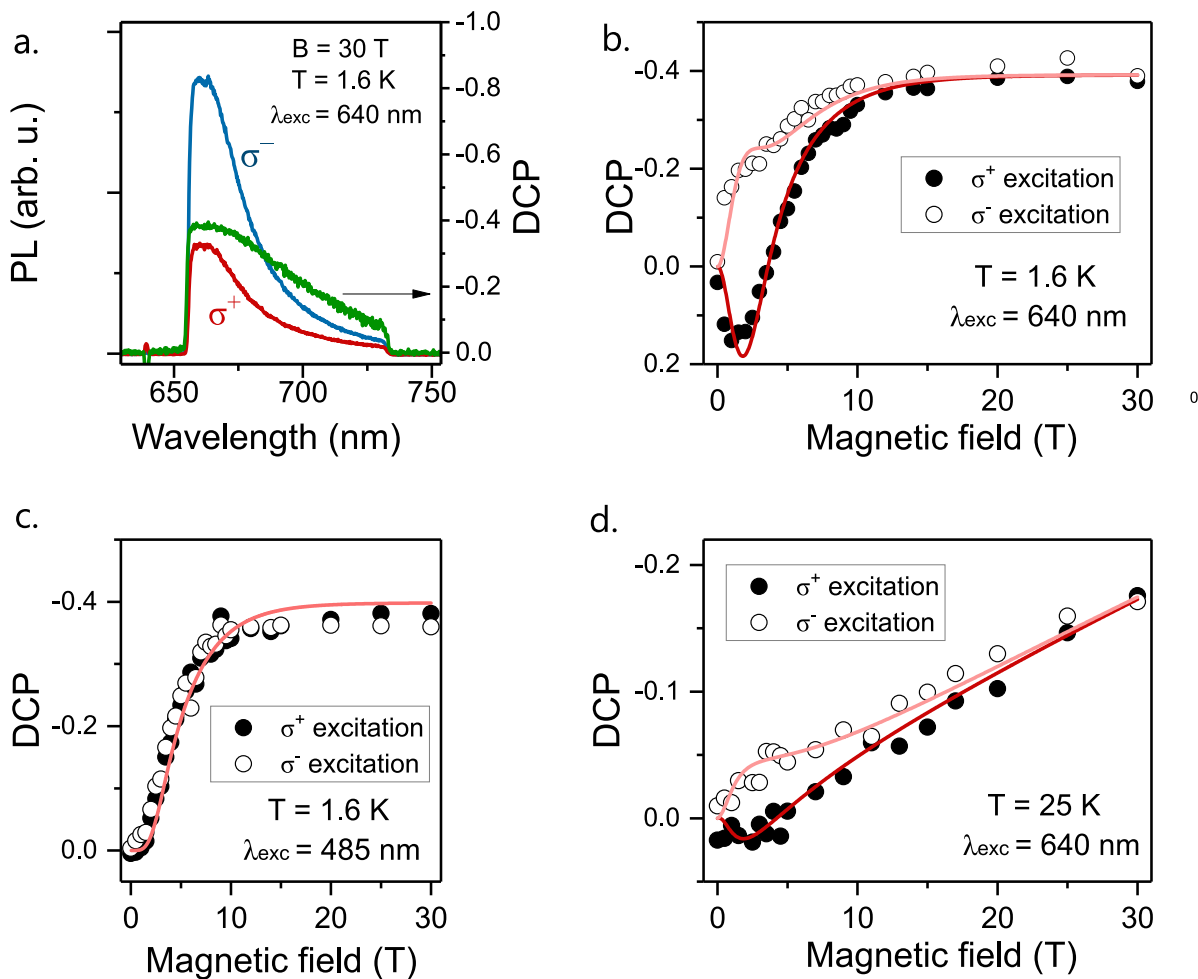 a.
B = 30 T
T = 1.6 K
λexc = 640 nm
σ−
σ+
PL (arb. u.)
DCP
-1.0
-0.8
-0.6
-0.4
-0.2
0.0
650
700
750
Wavelength (nm)
b.
DCP
-0.4
-0.2
0.0
0.2
σ+ excitation
σ- excitation
T = 1.6 K
λexc = 640 nm
0
10
20
30
0
Magnetic field (T)
c.
DCP
-0.4
-0.2
0.0
σ+ excitation
σ- excitation
T = 1.6 K
λexc = 485 nm
0
10
20
30
Magnetic field (T)
d.
DCP
-0.2
-0.1
0.0
σ+ excitation
σ- excitation
T = 25 K
λexc = 640 nm
0
10
20
30
Magnetic field (T)